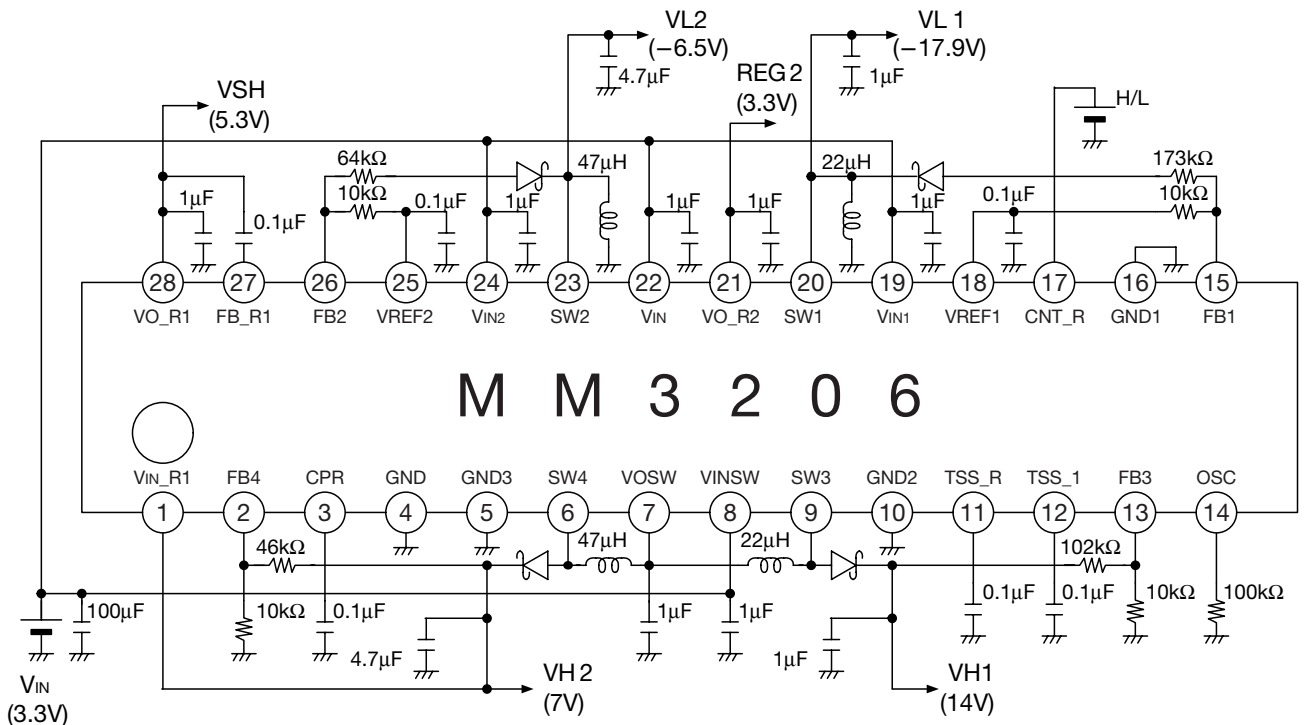 VL2
(−6.5V)
VL 1
(−17.9V)
4.7μF
1μF
VSH
(5.3V)
REG 2
(3.3V)
H/L
64kΩ
47μH
22μH
173kΩ
10kΩ
10kΩ
1μF
0.1μF
0.1μF
1μF
1μF
1μF
1μF
0.1μF
28
27
26
25
24
23
22
21
20
19
18
17
16
15
VO_R1
FB_R1
FB2
VREF2
VIN2
SW2
VIN
VO_R2
SW1
VIN1
VREF1
CNT_R
GND1
FB1
MM3206
VIN_R1
FB4
CPR
GND
GND3
SW4
VOSW
VINSW
SW3
GND2
TSS_R
TSS_1
FB3
OSC
1
2
3
4
5
6
7
8
9
10
11
12
13
14
46kΩ
47μH
22μH
102kΩ
100μF
10kΩ
0.1μF
1μF
1μF
0.1μF
0.1μF
10kΩ
100kΩ
4.7μF
1μF
VIN
(3.3V)
VH 2
(7V)
VH1
(14V)